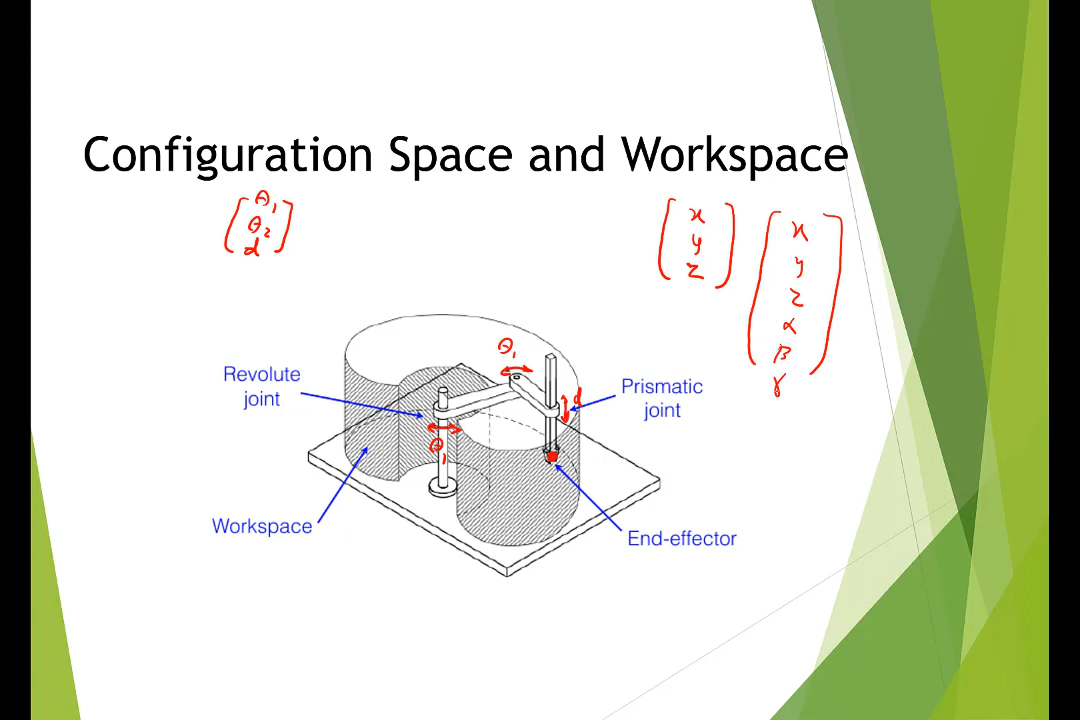 Configuration Space and Workspace
θ₁
θ₂
d
x
y
z
x
y
z
α
β
γ
Revolute
joint
θ₁
Prismatic
joint
d
θ₁
Workspace
End-effector